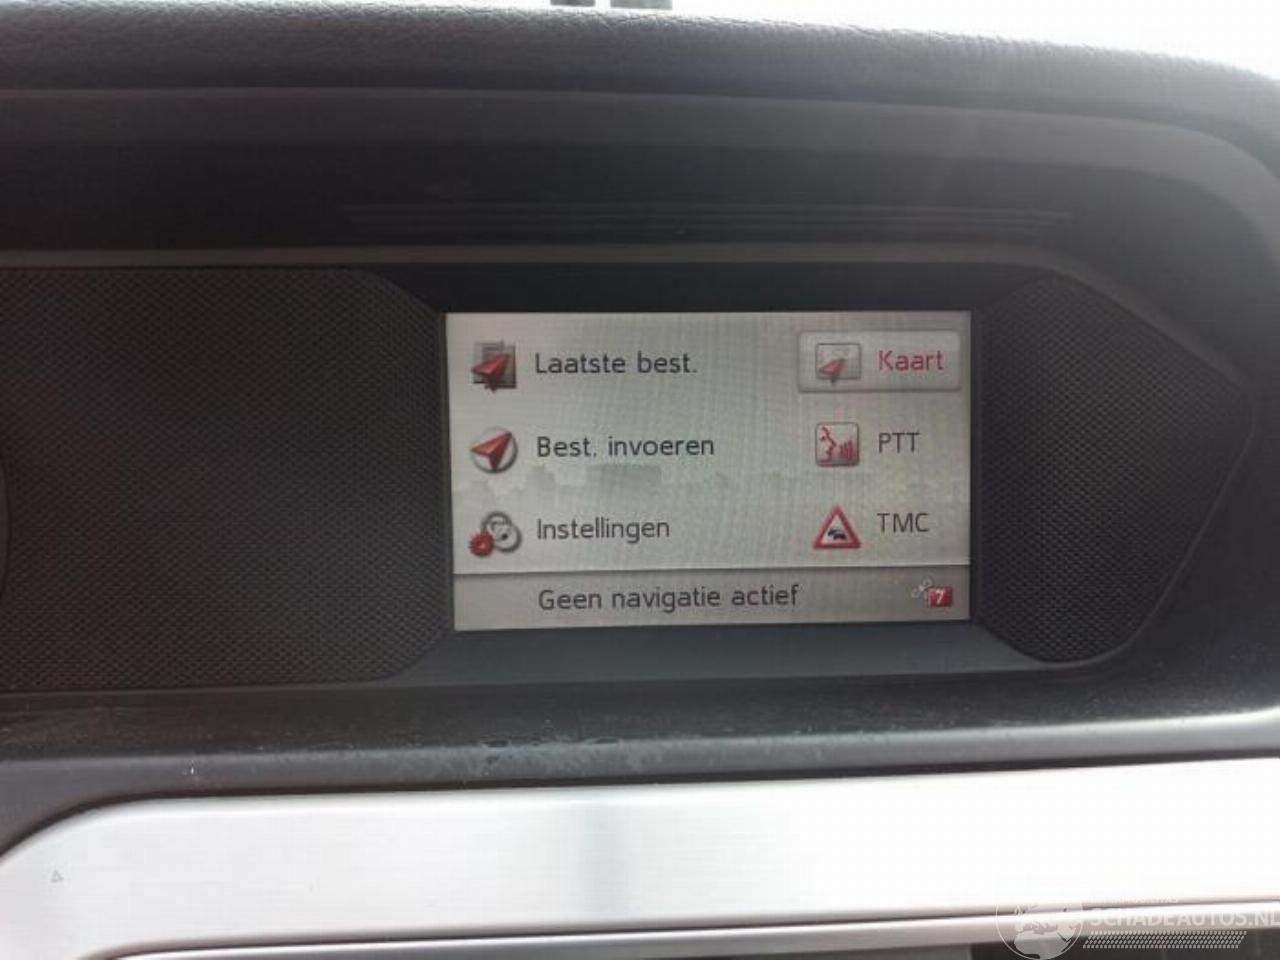 Laatste best.
Kaart
Best. invoeren
PTT
Instellingen
TMC
Geen navigatie actief
7
SCHADEAUTOS.NL